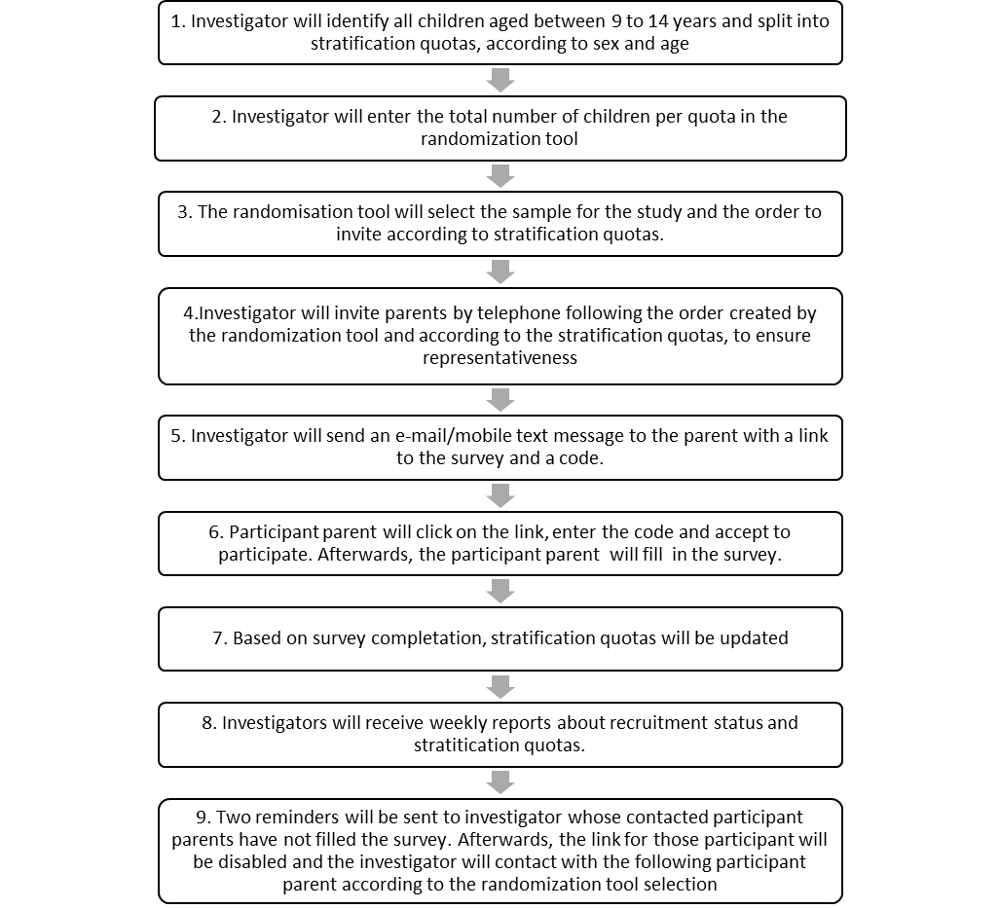 1. Investigator will identify all children aged between 9 to 14 years and split into
stratification quotas, according to sex and age
2. Investigator will enter the total number of children per quota in the
randomization tool
3. The randomisation tool will select the sample for the study and the order to
invite according to stratification quotas.
4.Investigator will invite parents by telephone following the order created by
the randomization tool and according to the stratification quotas, to ensure
representativeness
5. Investigator will send an e-mail/mobile text message to the parent with a link
to the survey and a code.
6. Participant parent will click on the link, enter the code and accept to
participate. Afterwards, the participant parent will fill in the survey.
7. Based on survey completation, stratification quotas will be updated
8. Investigators will receive weekly reports about recruitment status and
stratitication quotas.
9. Two reminders will be sent to investigator whose contacted participant
parents have not filled the survey. Afterwards, the link for those participant will
be disabled and the investigator will contact with the following participant
parent according to the randomization tool selection